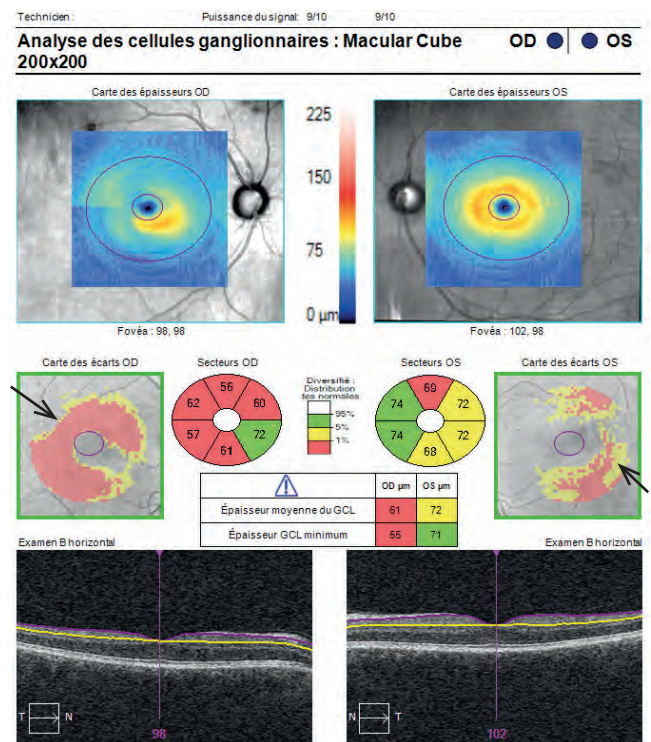 Technicien: Puissance du signal: 9/10 9/10
Analyse des cellules ganglionnaires : Macular Cube 200x200 OD OS
Carte des épaisseurs OD Carte des épaisseurs OS
225
150
75
0 µm
Fovéa : 98, 98 Fovéa : 102, 98
Carte des écarts OD Secteurs OD Secteurs OS Carte des écarts OS
Diversifié :
Distribution
des normales
95%
5%
1%
56
62 60
57 72
61
69
74 72
74 72
68
OD µm OS µm
Épaisseur moyenne du GCL 61 72
Épaisseur GCL minimum 55 71
Examen B horizontal Examen B horizontal
T N N T
98 102